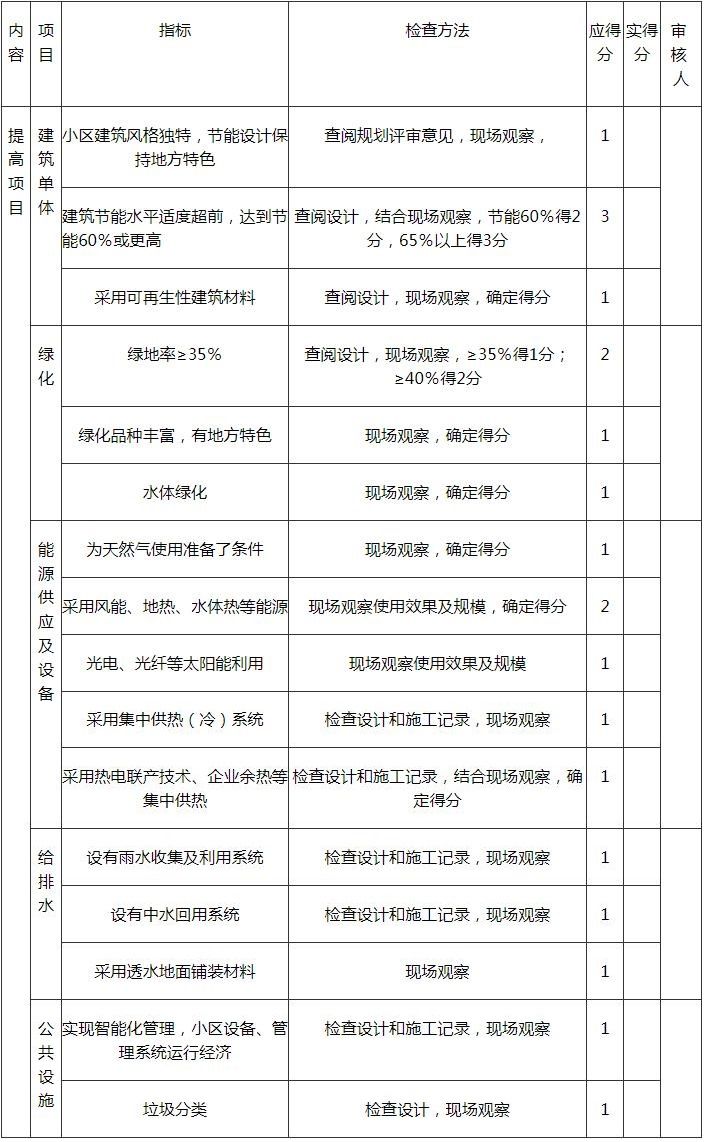 内容 项目 指标 检查方法 应得分 实得分 审核人
提高项目
建筑单体
小区建筑风格独特，节能设计保
持地方特色
查阅规划评审意见，现场观察，
1
建筑节能水平适度超前，达到节
能60%或更高
查阅设计，结合现场观察，节能60%得2
分，65%以上得3分
3
采用可再生性建筑材料
查阅设计，现场观察，确定得分
1
绿化
绿地率≥35%
查阅设计，现场观察，≥35%得1分；
≥40%得2分
2
绿化品种丰富，有地方特色
现场观察，确定得分
1
水体绿化
现场观察，确定得分
1
能源供应及设备
为天然气使用准备了条件
现场观察，确定得分
1
采用风能、地热、水体热等能源
现场观察使用效果及规模，确定得分
2
光电、光纤等太阳能利用
现场观察使用效果及规模
1
采用集中供热（冷）系统
检查设计和施工记录，现场观察
1
采用热电联产技术、企业余热等
集中供热
检查设计和施工记录，结合现场观察，确
定得分
1
给排水
设有雨水收集及利用系统
检查设计和施工记录，现场观察
1
设有中水回用系统
检查设计和施工记录，现场观察
1
采用透水地面铺装材料
现场观察
1
公共设施
实现智能化管理，小区设备、管
理系统运行经济
检查设计和施工记录，现场观察
1
垃圾分类
检查设计，现场观察
1